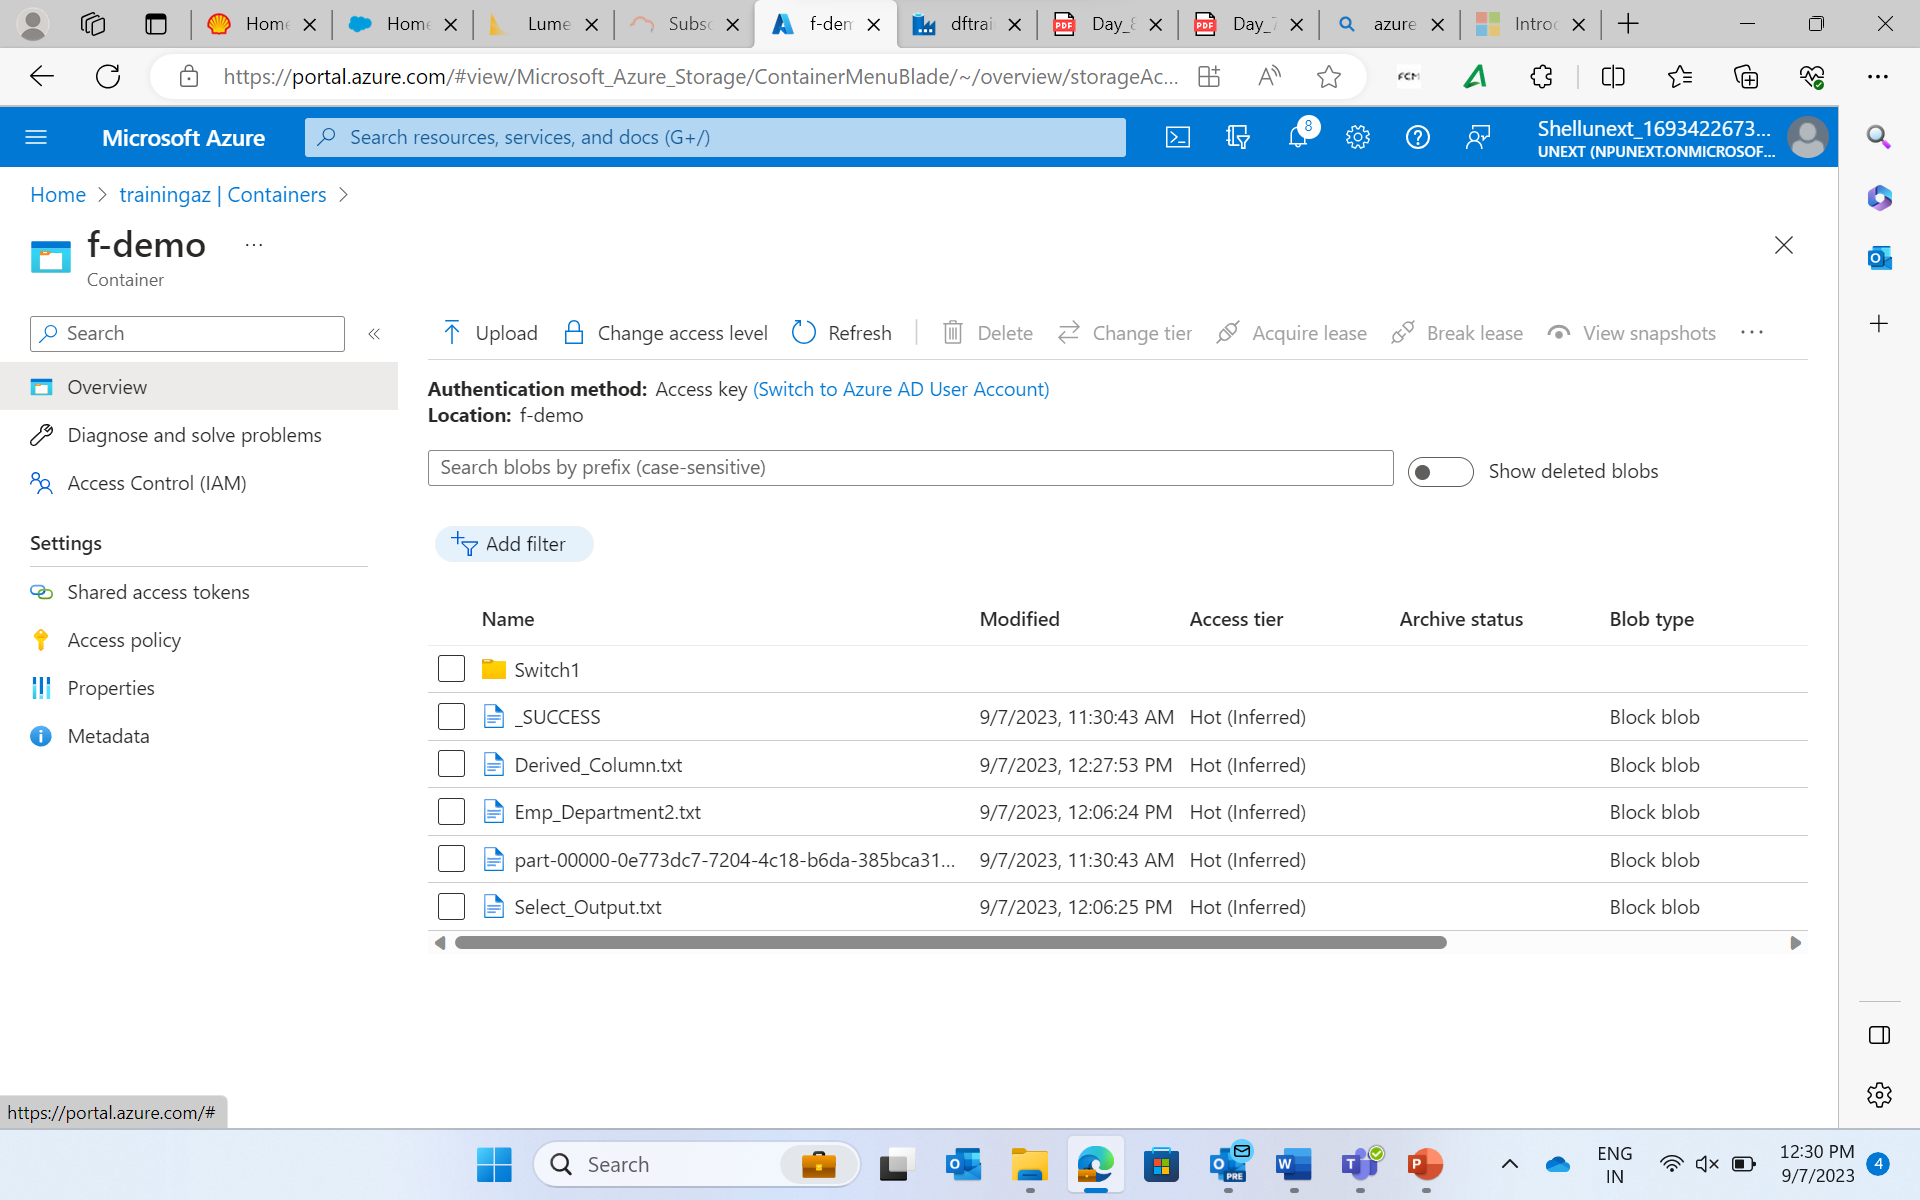 Home
Home
Lume
Subsc
f-dem
dftrai
Day_8
Day_7
azure
Introd
https://portal.azure.com/#view/Microsoft_Azure_Storage/ContainerMenuBlade/~/overview/storageAc...
FCM
Microsoft Azure
Search resources, services, and docs (G+/)
8
Shellunext_1693422673...
UNEXT (NPUNEXT.ONMICROSOF...
Home > trainingaz | Containers >
f-demo ...
Container
Search
Upload Change access level Refresh Delete Change tier Acquire lease Break lease View snapshots ...
Overview
Diagnose and solve problems
Access Control (IAM)
Settings
Shared access tokens
Access policy
Properties
Metadata
Authentication method: Access key (Switch to Azure AD User Account)
Location: f-demo
Search blobs by prefix (case-sensitive)
Show deleted blobs
Add filter
Name Modified Access tier Archive status Blob type
Switch1
_SUCCESS 9/7/2023, 11:30:43 AM Hot (Inferred) Block blob
Derived_Column.txt 9/7/2023, 12:27:53 PM Hot (Inferred) Block blob
Emp_Department2.txt 9/7/2023, 12:06:24 PM Hot (Inferred) Block blob
part-00000-0e773dc7-7204-4c18-b6da-385bca31... 9/7/2023, 11:30:43 AM Hot (Inferred) Block blob
Select_Output.txt 9/7/2023, 12:06:25 PM Hot (Inferred) Block blob
https://portal.azure.com/#
Search
ENG
IN
12:30 PM
9/7/2023
4